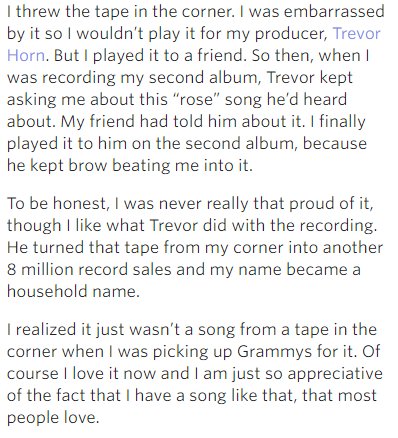 I threw the tape in the corner. I was embarrassed
by it so I wouldn't play it for my producer, Trevor
Horn. But I played it to a friend. So then, when I
was recording my second album, Trevor kept
asking me about this “rose” song he'd heard
about. My friend had told him about it. I finally
played it to him on the second album, because
he kept brow beating me into it.
To be honest, I was never really that proud of it,
though I like what Trevor did with the recording.
He turned that tape from my corner into another
8 million record sales and my name became a
household name.
I realized it just wasn't a song from a tape in the
corner when I was picking up Grammys for it. Of
course I love it now and I am just so appreciative
of the fact that I have a song like that, that most
people love.